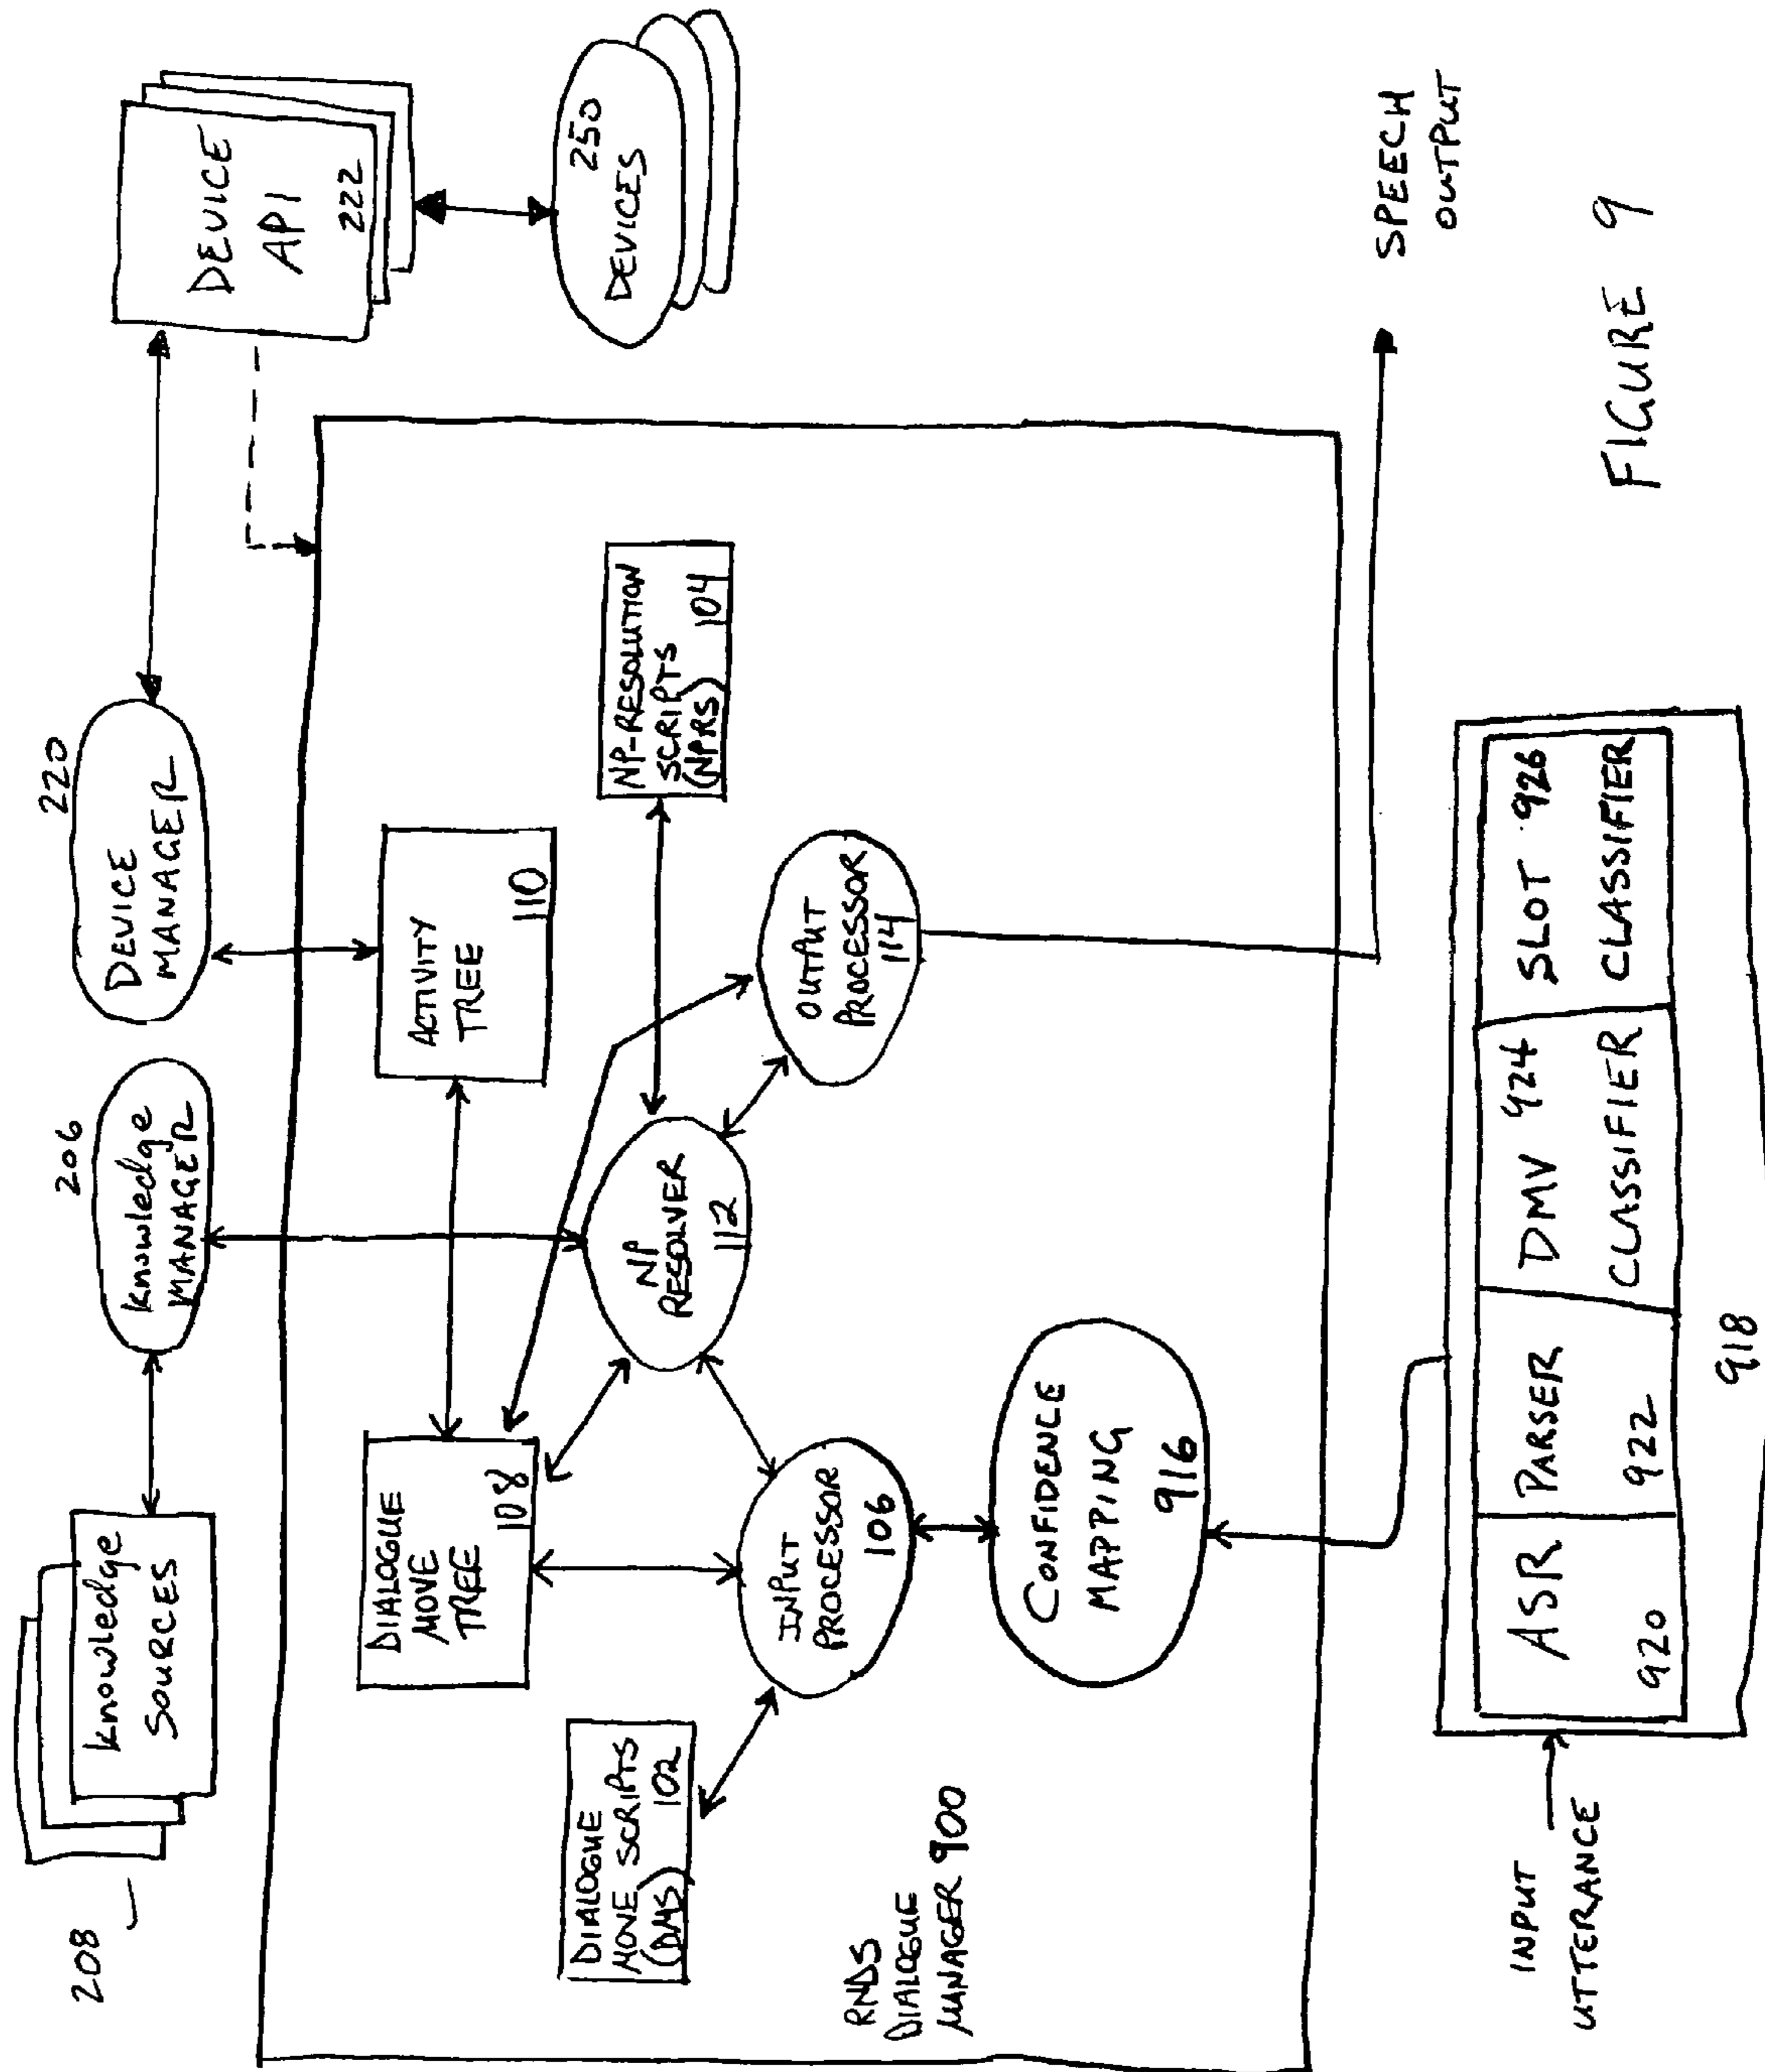 208
Knowledge
SOURCES
206
Knowledge
MANAGER
220
DEVICE
MANAGER
DEVICE
API
222
250
DEVICES
DIALOGUE
MOVE
TREE
108
ACTIVITY
TREE
110
DIALOGUE
MOVE SCRIPTS
(DMS) 102
NP
RESOLVER
112
NP-RESOLUTION
SCRIPTS
(NPRS) 104
INPUT
PROCESSOR
106
OUTPUT
PROCESSOR
114
RNDS
DIALOGUE
MANAGER 900
CONFIDENCE
MAPPING
916
SPEECH
OUTPUT
INPUT
UTTERANCE
ASR
920
PARSER
922
DMV 924
CLASSIFIER
SLOT 926
CLASSIFIER
918
FIGURE 9